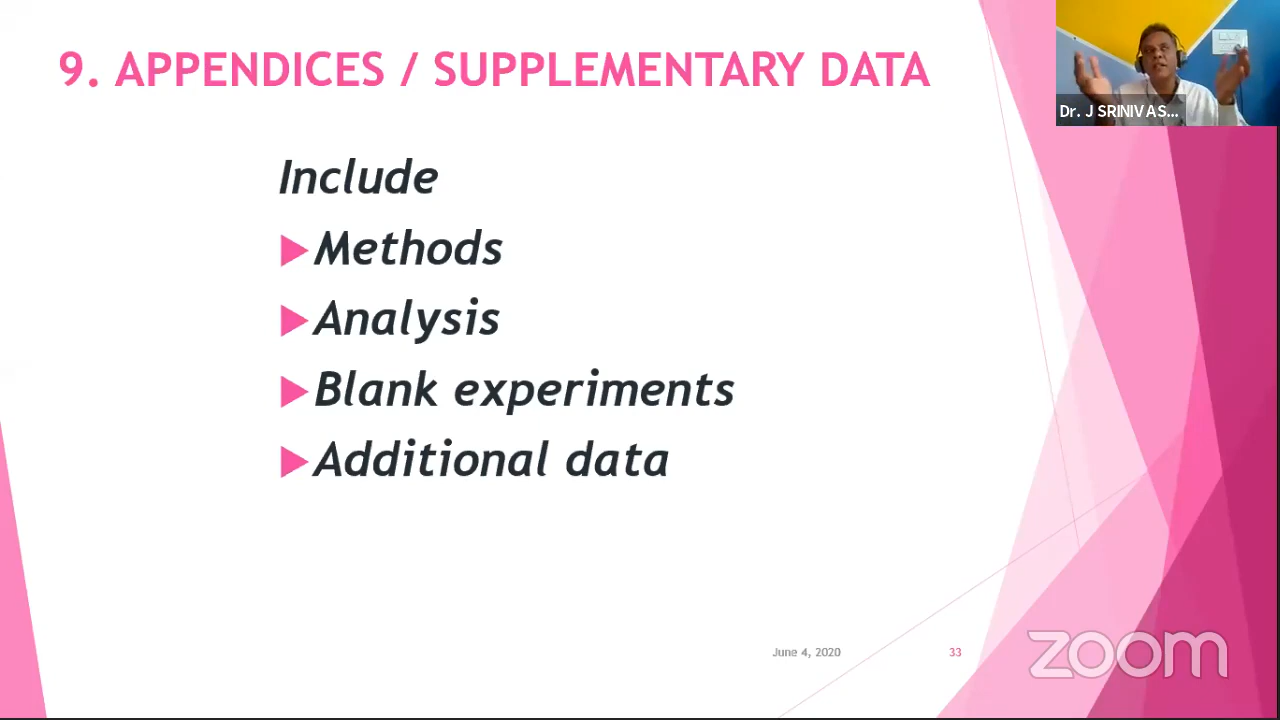 9. APPENDICES / SUPPLEMENTARY DATA
Dr. J SRINIVAS...
Include
Methods
Analysis
Blank experiments
Additional data
June 4, 2020
33
zoom